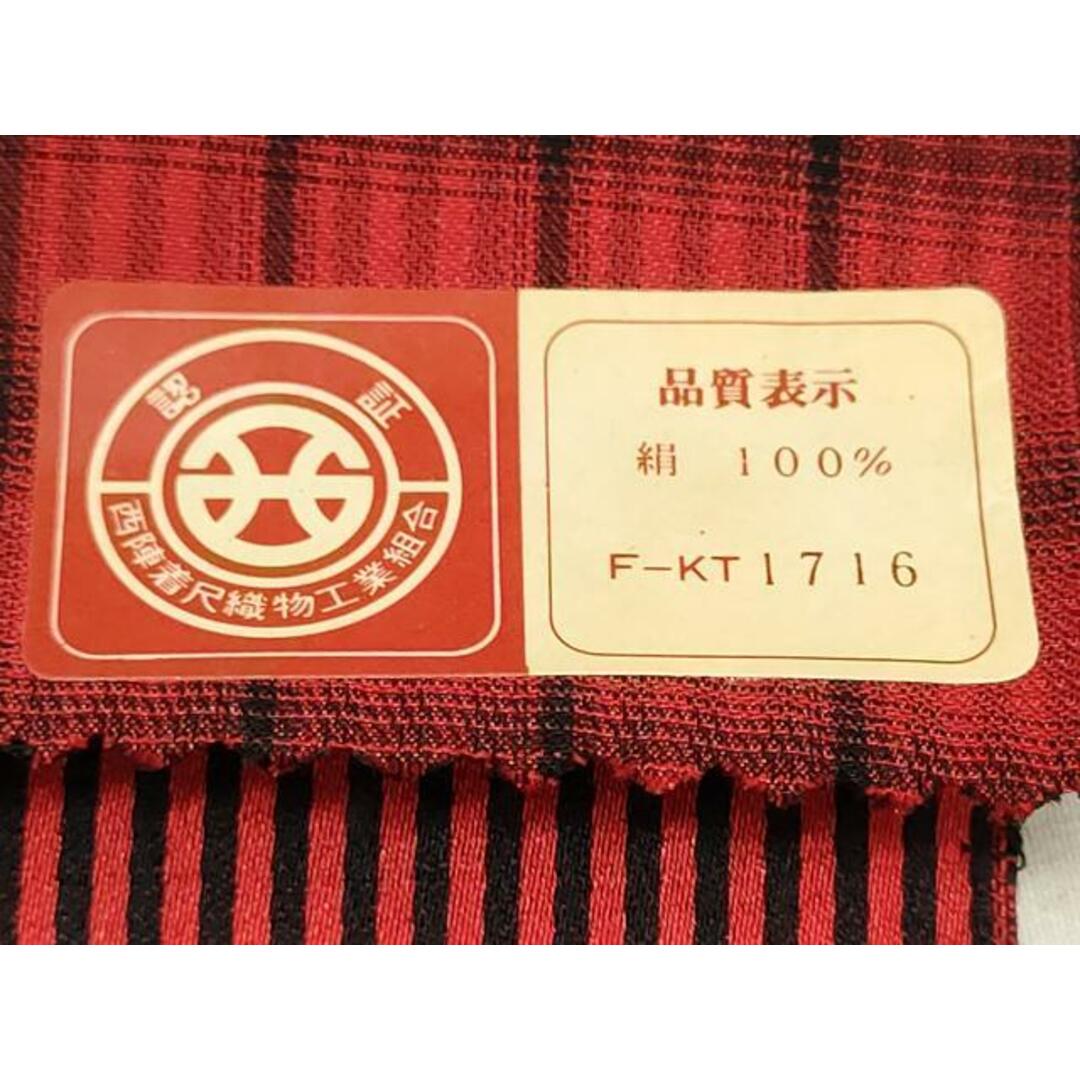 認証
西陣着尺織物工業組合
品質表示
絹 100%
F-KT1716